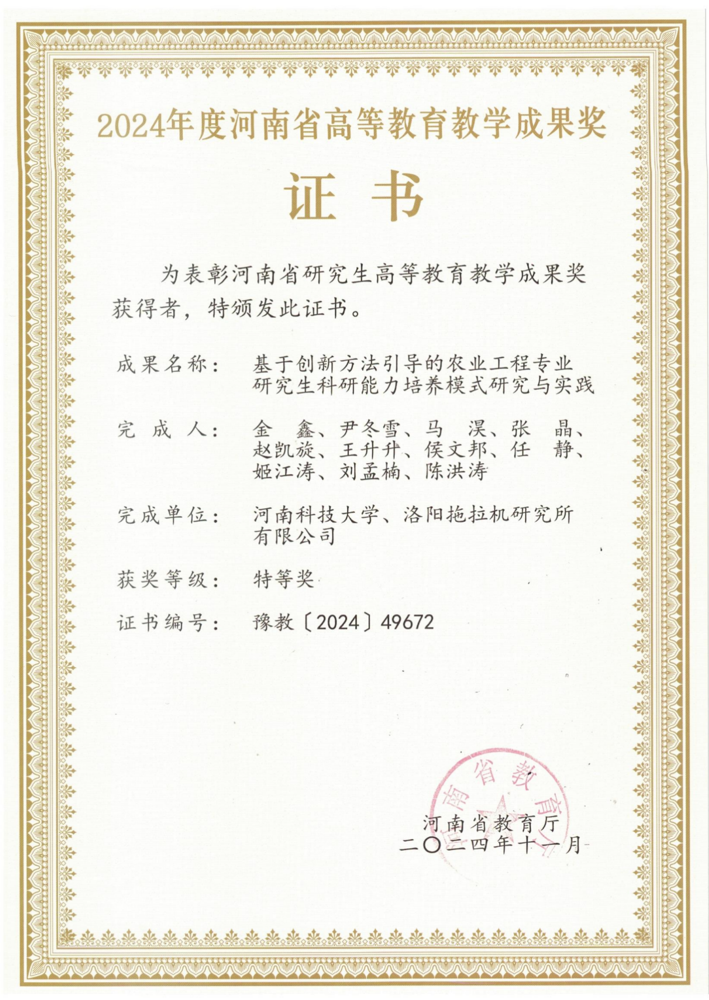 2024年度河南省高等教育教学成果奖
证 书
为表彰河南省研究生高等教育教学成果奖
获得者，特颁发此证书。
成果名称： 基于创新方法引导的农业工程专业
研究生科研能力培养模式研究与实践
完 成 人： 金　鑫、尹冬雪、马　淏、张　晶、
赵凯旋、王升升、侯文邦、任　静、
姬江涛、刘孟楠、陈洪涛
完成单位： 河南科技大学、洛阳拖拉机研究所
有限公司
获奖等级： 特等奖
证书编号： 豫教〔2024〕49672
河南省教育厅
河南省教育厅
二〇二四年十一月